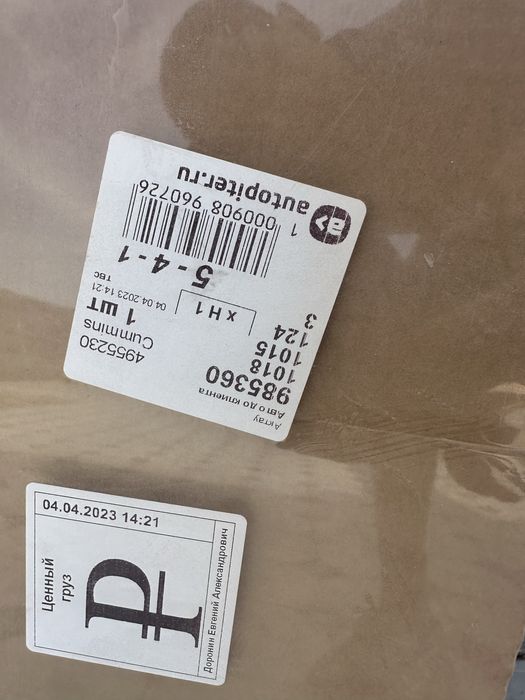 Актау
Авто до клиента
985360
1018
1015
124
3
4955230
Cummins
1 шт
х Н 1
04.04.2023 14:21
твс
5 - 4 - 1
1 000908 960726
autopiter.ru
04.04.2023 14:21
Ценный
груз
₽
Доронин Евгений Александрович